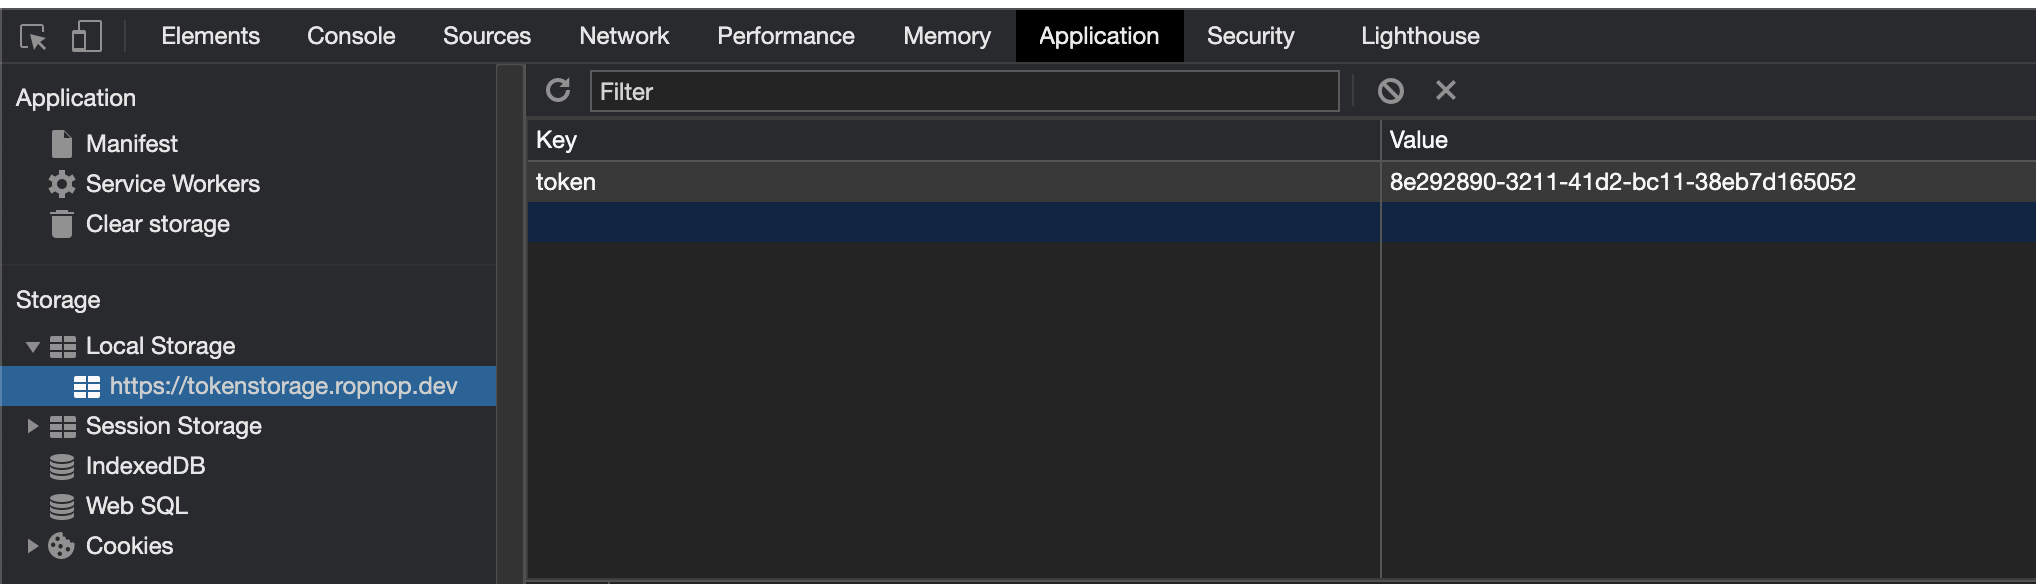 Elements Console Sources Network Performance Memory Application Security Lighthouse
Application
Manifest
Service Workers
Clear storage
Storage
Local Storage
https://tokenstorage.ropnop.dev
Session Storage
IndexedDB
Web SQL
Cookies
Filter
Key Value
token 8e292890-3211-41d2-bc11-38eb7d165052